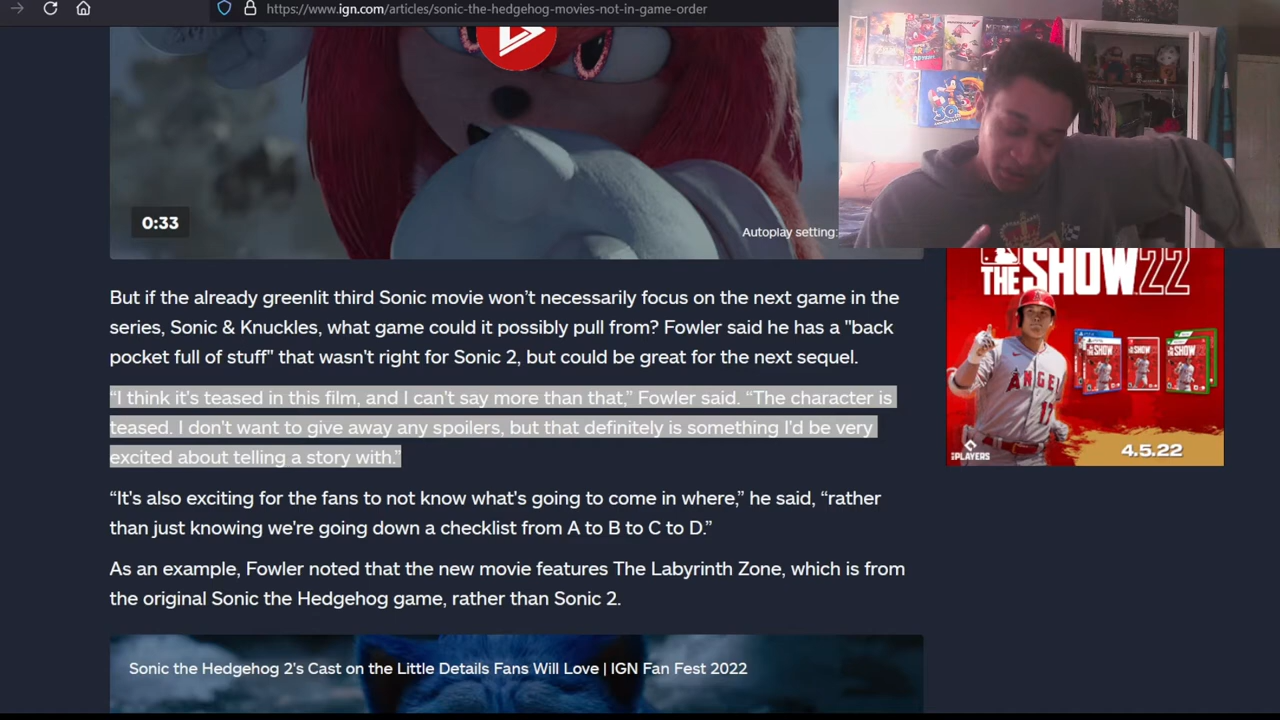 https://www.ign.com/articles/sonic-the-hedgehog-movies-not-in-game-order
0:33
Autoplay setting:
But if the already greenlit third Sonic movie won't necessarily focus on the next game in the
series, Sonic & Knuckles, what game could it possibly pull from? Fowler said he has a "back
pocket full of stuff" that wasn't right for Sonic 2, but could be great for the next sequel.
“I think it's teased in this film, and I can't say more than that,” Fowler said. “The character is
teased. I don't want to give away any spoilers, but that definitely is something I'd be very
excited about telling a story with.”
“It's also exciting for the fans to not know what's going to come in where,” he said, “rather
than just knowing we're going down a checklist from A to B to C to D.”
As an example, Fowler noted that the new movie features The Labyrinth Zone, which is from
the original Sonic the Hedgehog game, rather than Sonic 2.
Sonic the Hedgehog 2's Cast on the Little Details Fans Will Love | IGN Fan Fest 2022
THE SHOW 22
ANGEL
17
PLAYERS
4.5.22